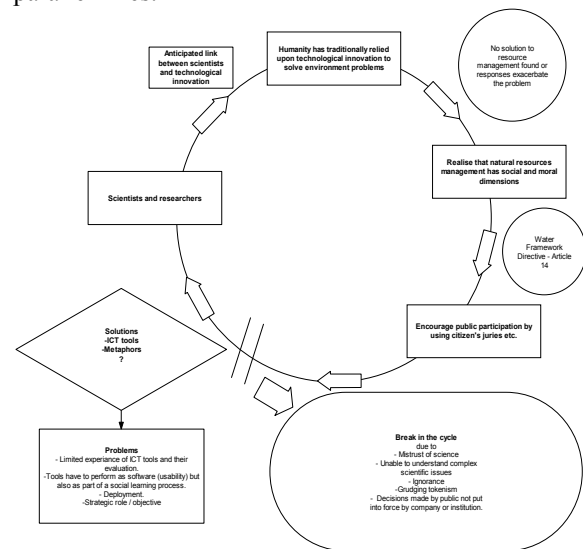 Anticipated link
between scientists
and technological
innovation
Humanity has traditionally relied
upon technological innovation to
solve environment problems
No solution to
resource
management found or
responses exacerbate
the problem
Scientists and researchers
Realise that natural resources
management has social and moral
dimensions
Water
Framework
Directive - Article
14
Solutions
-ICT tools
-Metaphors
?
Encourage public participation by
using citizen's juries etc.
Problems
- Limited experiance of ICT tools and their
evaluation.
-Tools have to perform as software (usability) but
also as part of a social learning process.
- Deployment.
-Strategic role / objective
Break in the cycle
due to
- Mistrust of science
- Unable to understand complex
scientific issues
- Ignorance
- Grudging tokenism
- Decisions made by public not put
into force by company or institution.